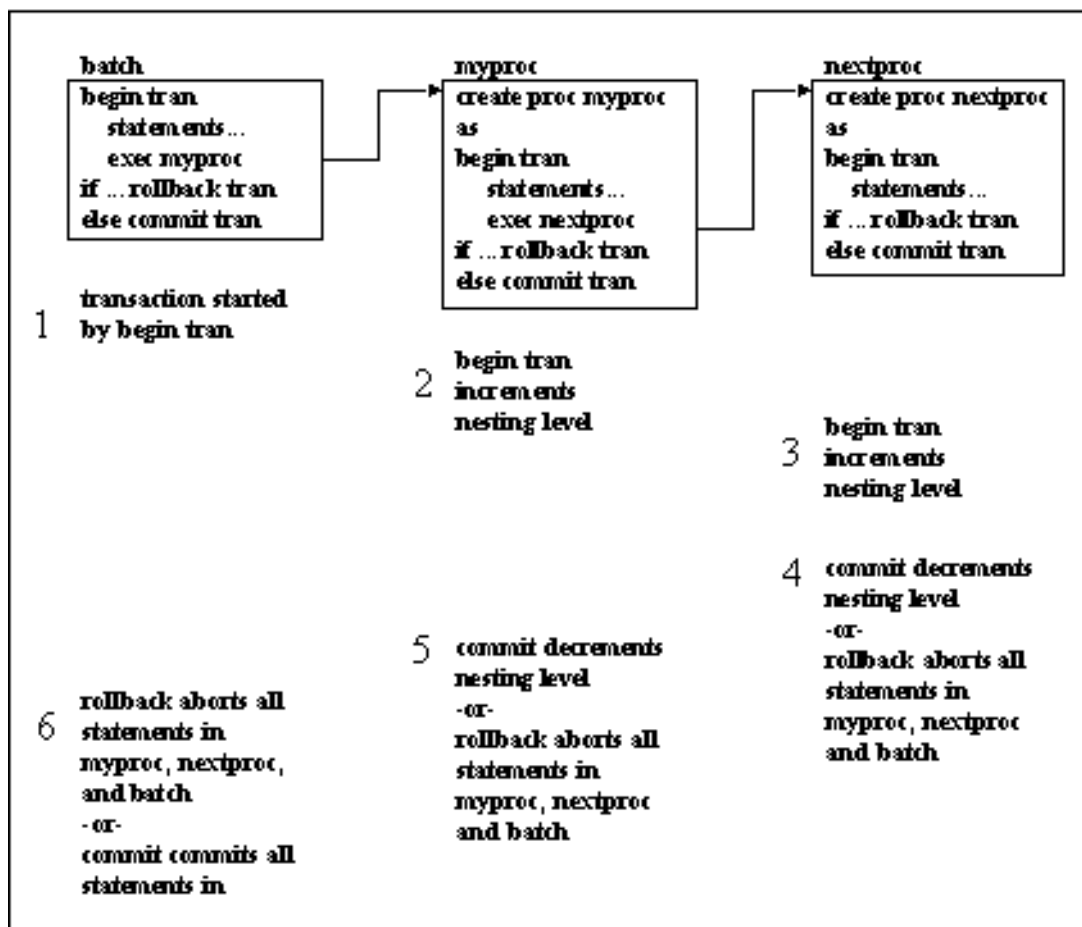 batch
begin tran
statements...
exec myproc
if ... rollback tran
else commit tran
myproc
create proc myproc
as
begin tran
statements...
exec nextproc
if ... rollback tran
else commit tran
nextproc
create proc nextproc
as
begin tran
statements...
if ... rollback tran
else commit tran
1
transaction started
by begin tran
2
begin tran
increments
nesting level
3
begin tran
increments
nesting level
4
commit decrements
nesting level
-or-
rollback aborts all
statements in
myproc, nextproc
and batch
5
commit decrements
nesting level
-or-
rollback aborts all
statements in
myproc, nextproc
and batch
6
rollback aborts all
statements in
myproc, nextproc,
and batch
-or-
commit commits all
statements in